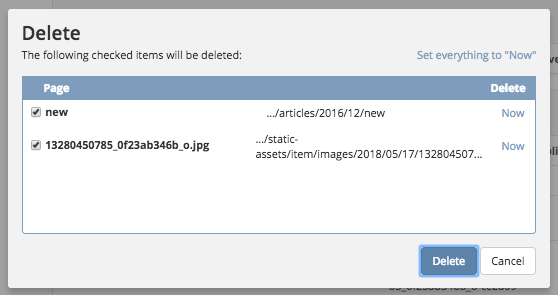 Delete
The following checked items will be deleted:
Set everything to "Now"
Page Delete
new .../articles/2016/12/new Now
13280450785_0f23ab346b_o.jpg .../static-
assets/item/images/2018/05/17/132804507... Now
Delete Cancel